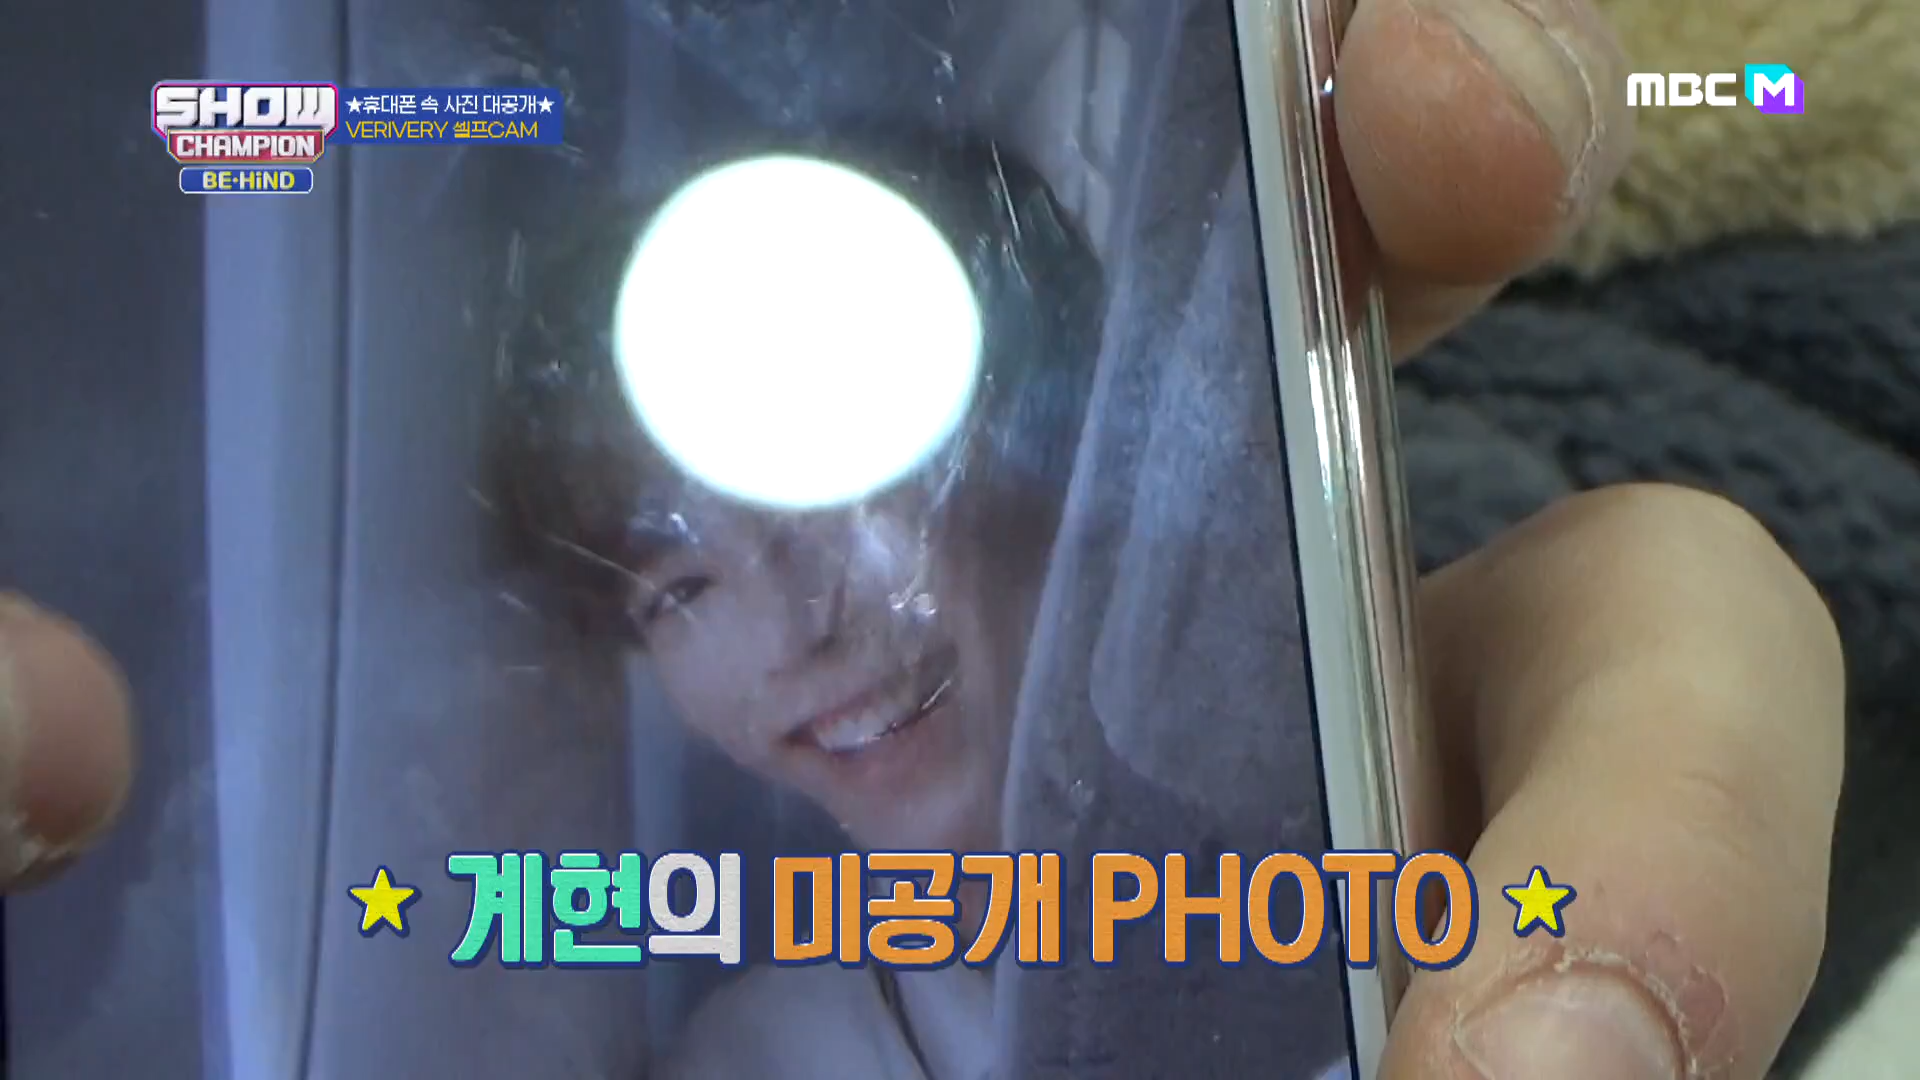 SHOW
CHAMPION
BE·HiND
★휴대폰 속 사진 대공개★
VERIVERY 셀프CAM
MBC M
★ 계현의 미공개 PHOTO ★